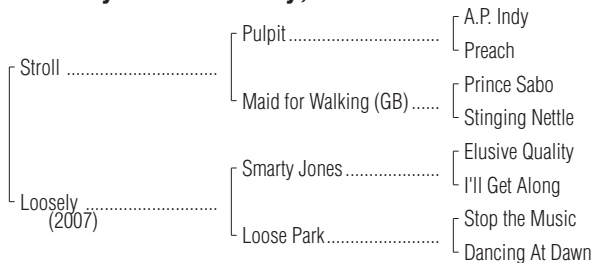 A.P. Indy
Pulpit
Preach
Stroll
Prince Sabo
Maid for Walking (GB)
Stinging Nettle
Elusive Quality
Smarty Jones
I'll Get Along
Loosely
(2007)
Stop the Music
Loose Park
Dancing At Dawn